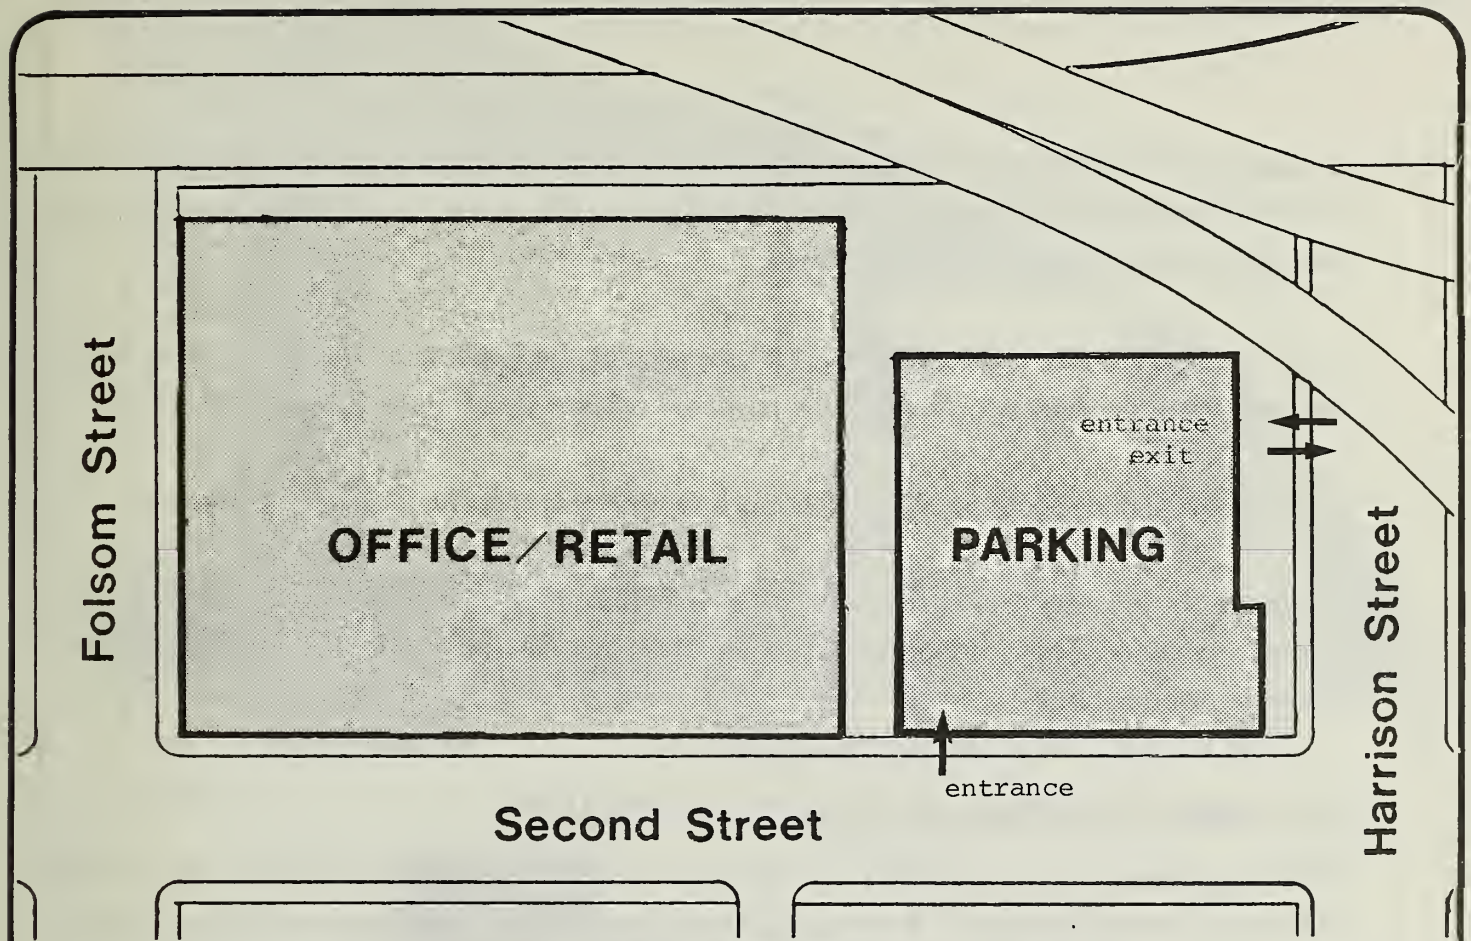 Folsom Street
OFFICE/RETAIL
entrance
exit
PARKING
entrance
Second Street
Harrison Street